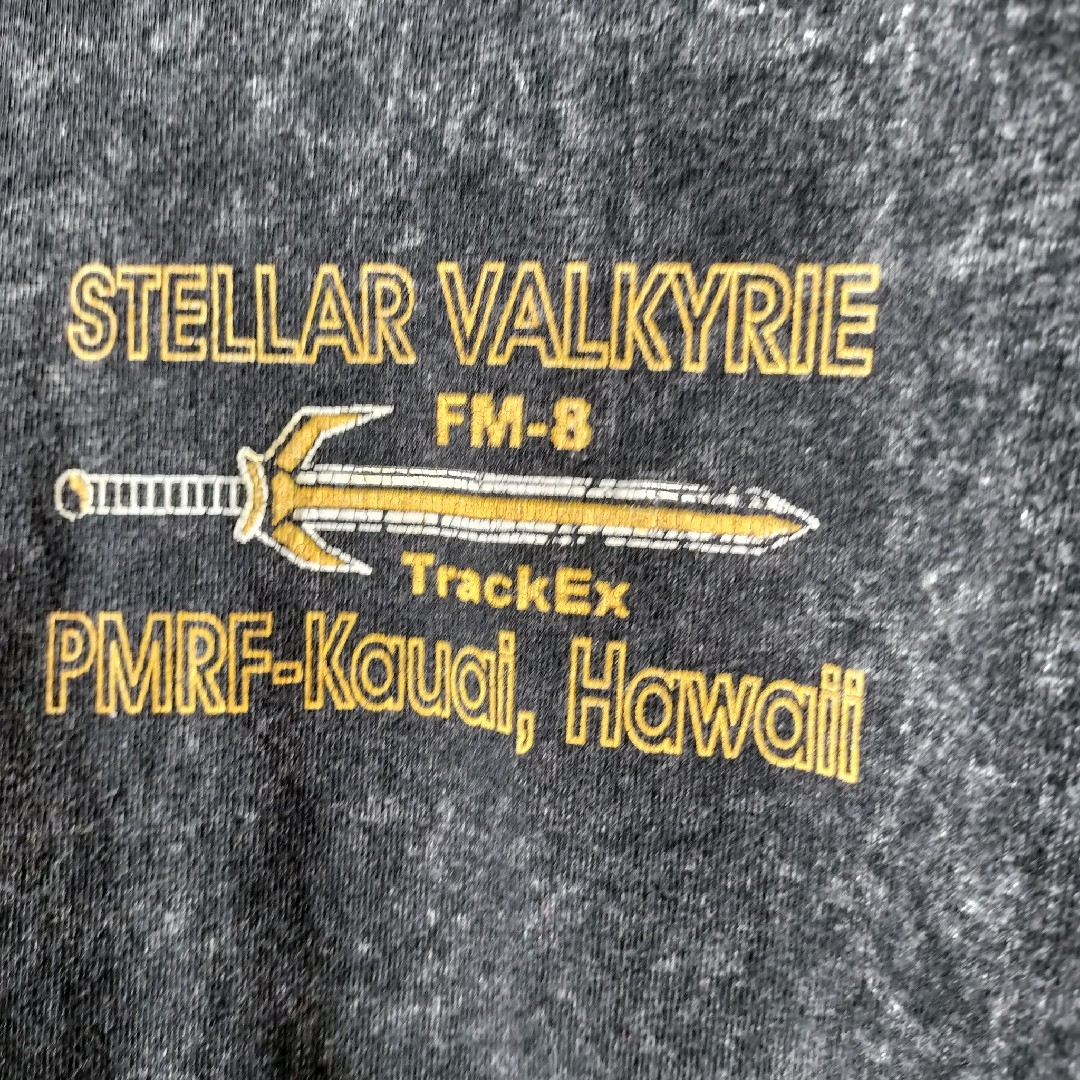 STELLAR VALKYRIE
FM-8
TrackEx
PMRF-Kauai, Hawaii